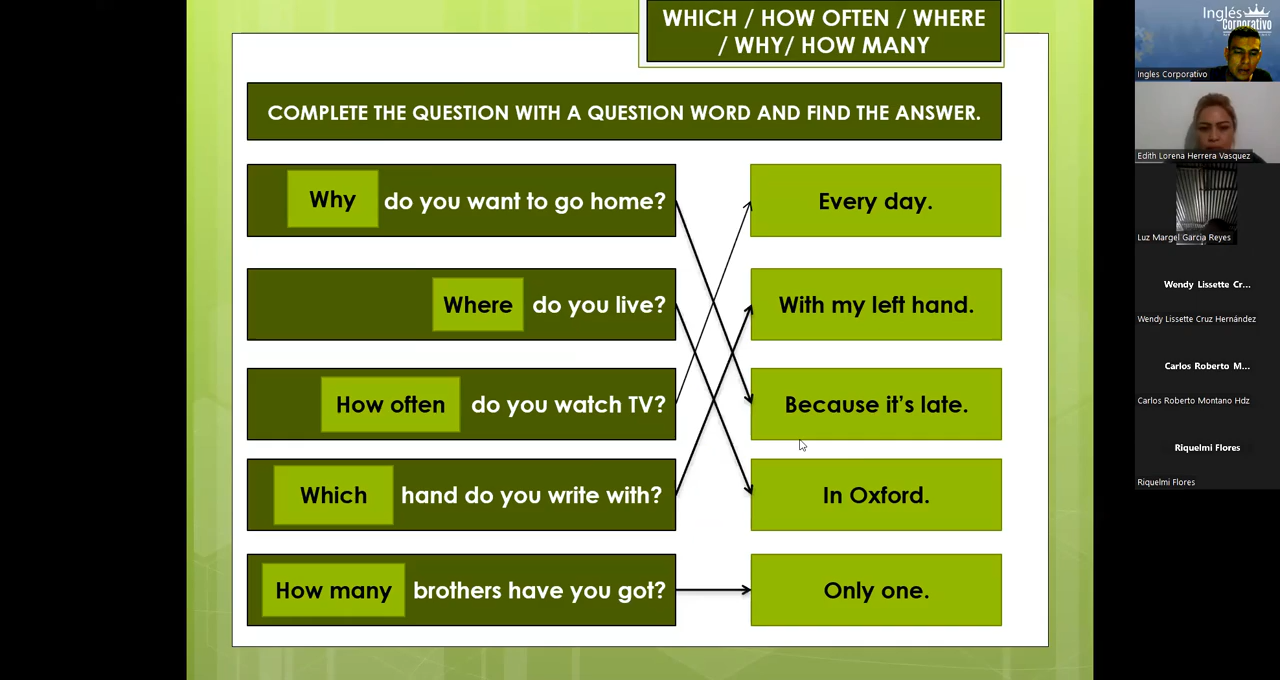 WHICH / HOW OFTEN / WHERE
/ WHY/ HOW MANY
COMPLETE THE QUESTION WITH A QUESTION WORD AND FIND THE ANSWER.
Why do you want to go home?
Every day.
Where do you live?
With my left hand.
How often do you watch TV?
Because it's late.
Which hand do you write with?
In Oxford.
How many brothers have you got?
Only one.
Inglés
Corporativo
Ingles Corporativo
Edith Lorena Herrera Vasquez
Luz Margel Garcia Reyes
Wendy Lissette Cr...
Wendy Lissette Cruz Hernández
Carlos Roberto M...
Carlos Roberto Montano Hdz
Riquelmi Flores
Riquelmi Flores